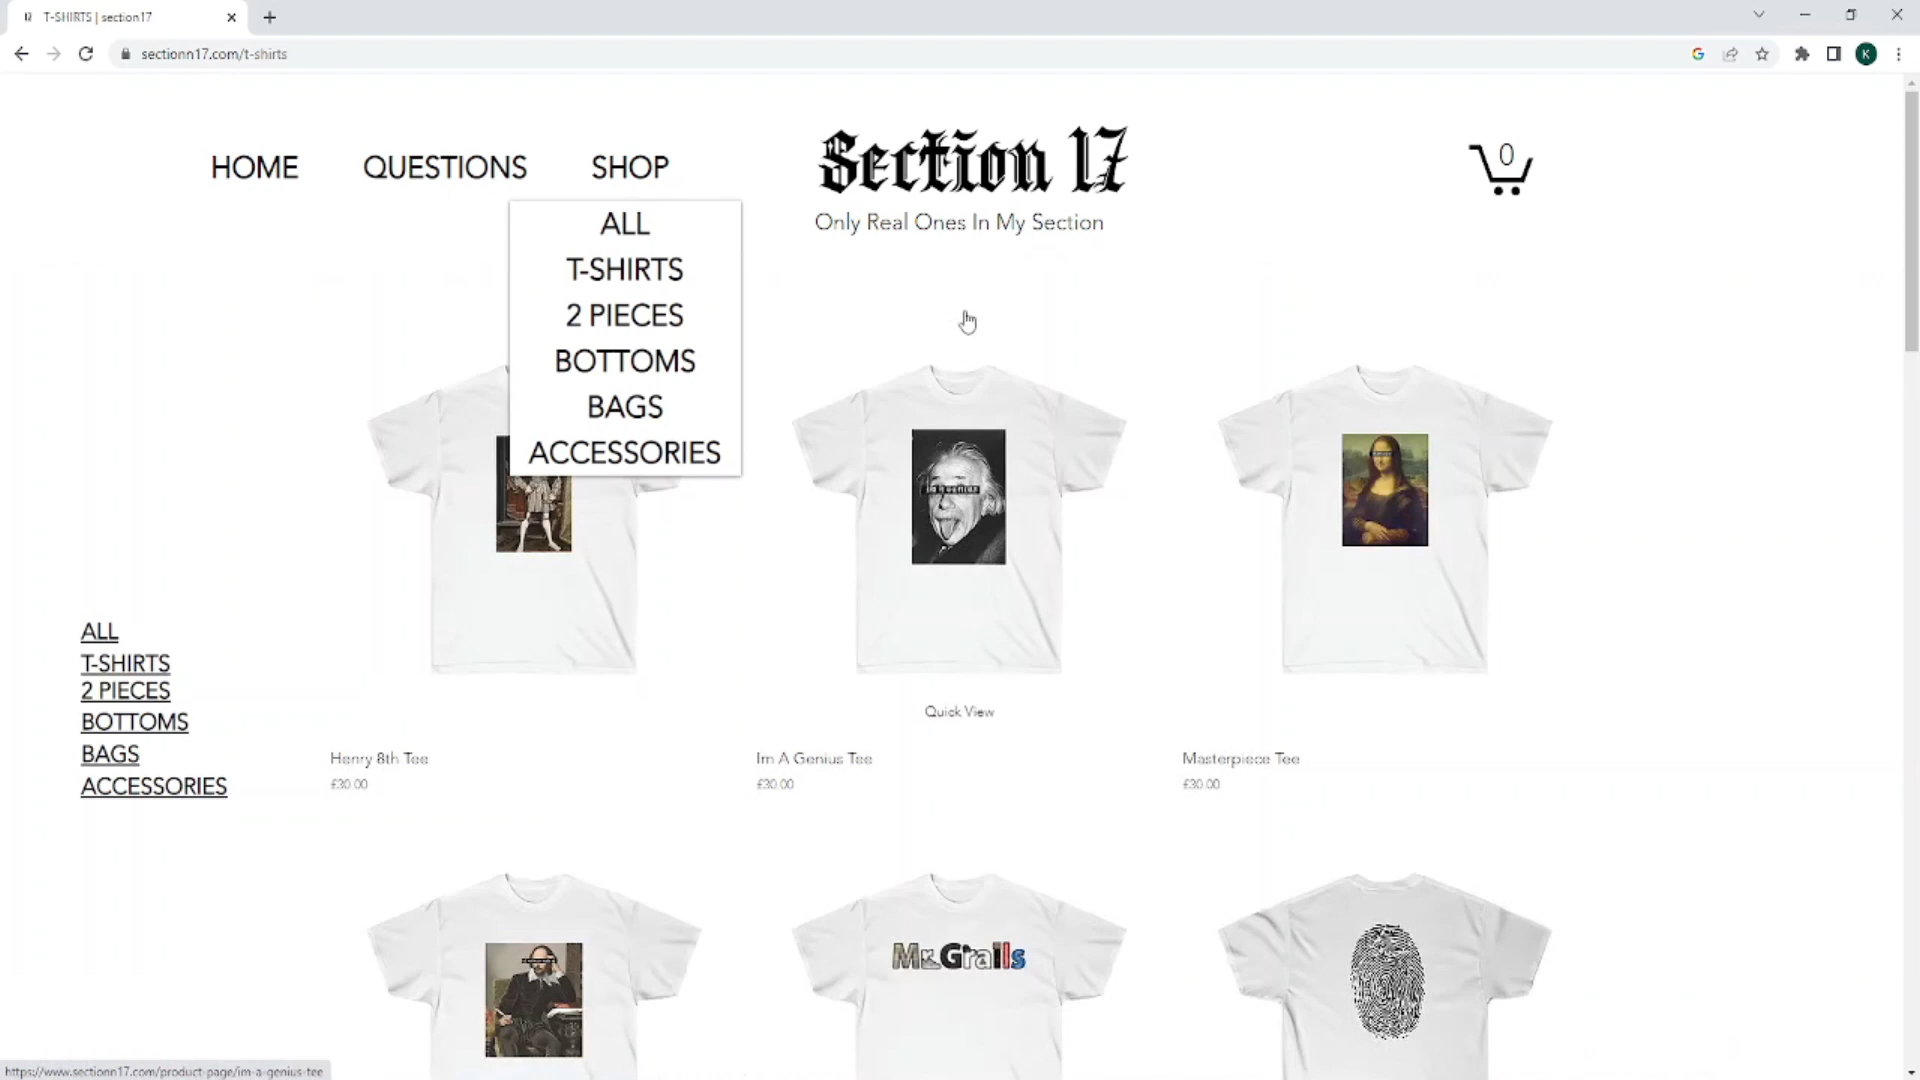 T-SHIRTS | section17
sectionn17.com/t-shirts
K
HOME
QUESTIONS
SHOP
Section 17
Only Real Ones In My Section
0
ALL
T-SHIRTS
2 PIECES
BOTTOMS
BAGS
ACCESSORIES
ALL
T-SHIRTS
2 PIECES
BOTTOMS
BAGS
ACCESSORIES
Quick View
Henry 8th Tee
£30.00
Im A Genius Tee
£30.00
Masterpiece Tee
£30.00
Mr.Grails
https://www.sectionn17.com/product-page/im-a-genius-tee